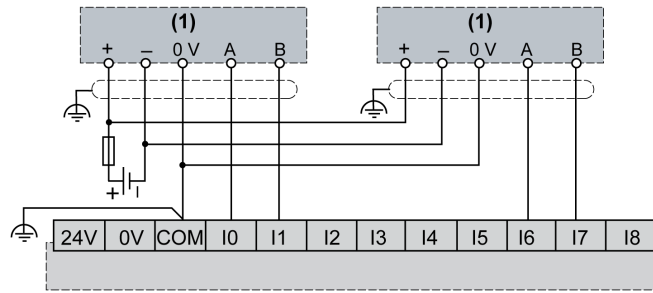 (1) (1)
+ – 0 V A B + – 0 V A B
+ –
24V 0V COM I0 I1 I2 I3 I4 I5 I6 I7 I8